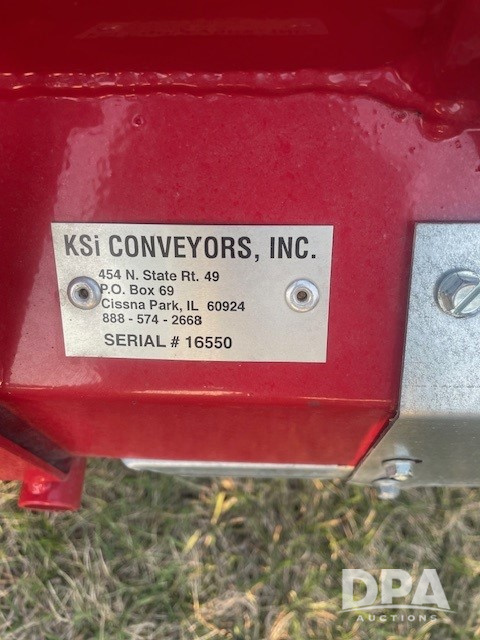 KSi CONVEYORS, INC.
454 N. State Rt. 49
P.O. Box 69
Cissna Park, IL 60924
888 - 574 - 2668
SERIAL # 16550
DPA
AUCTIONS